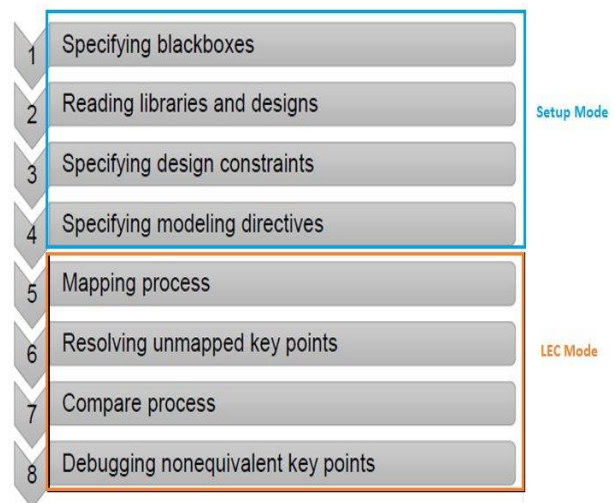 1 Specifying blackboxes
2 Reading libraries and designs
Setup Mode
3 Specifying design constraints
4 Specifying modeling directives
5 Mapping process
6 Resolving unmapped key points
LEC Mode
7 Compare process
8 Debugging nonequivalent key points